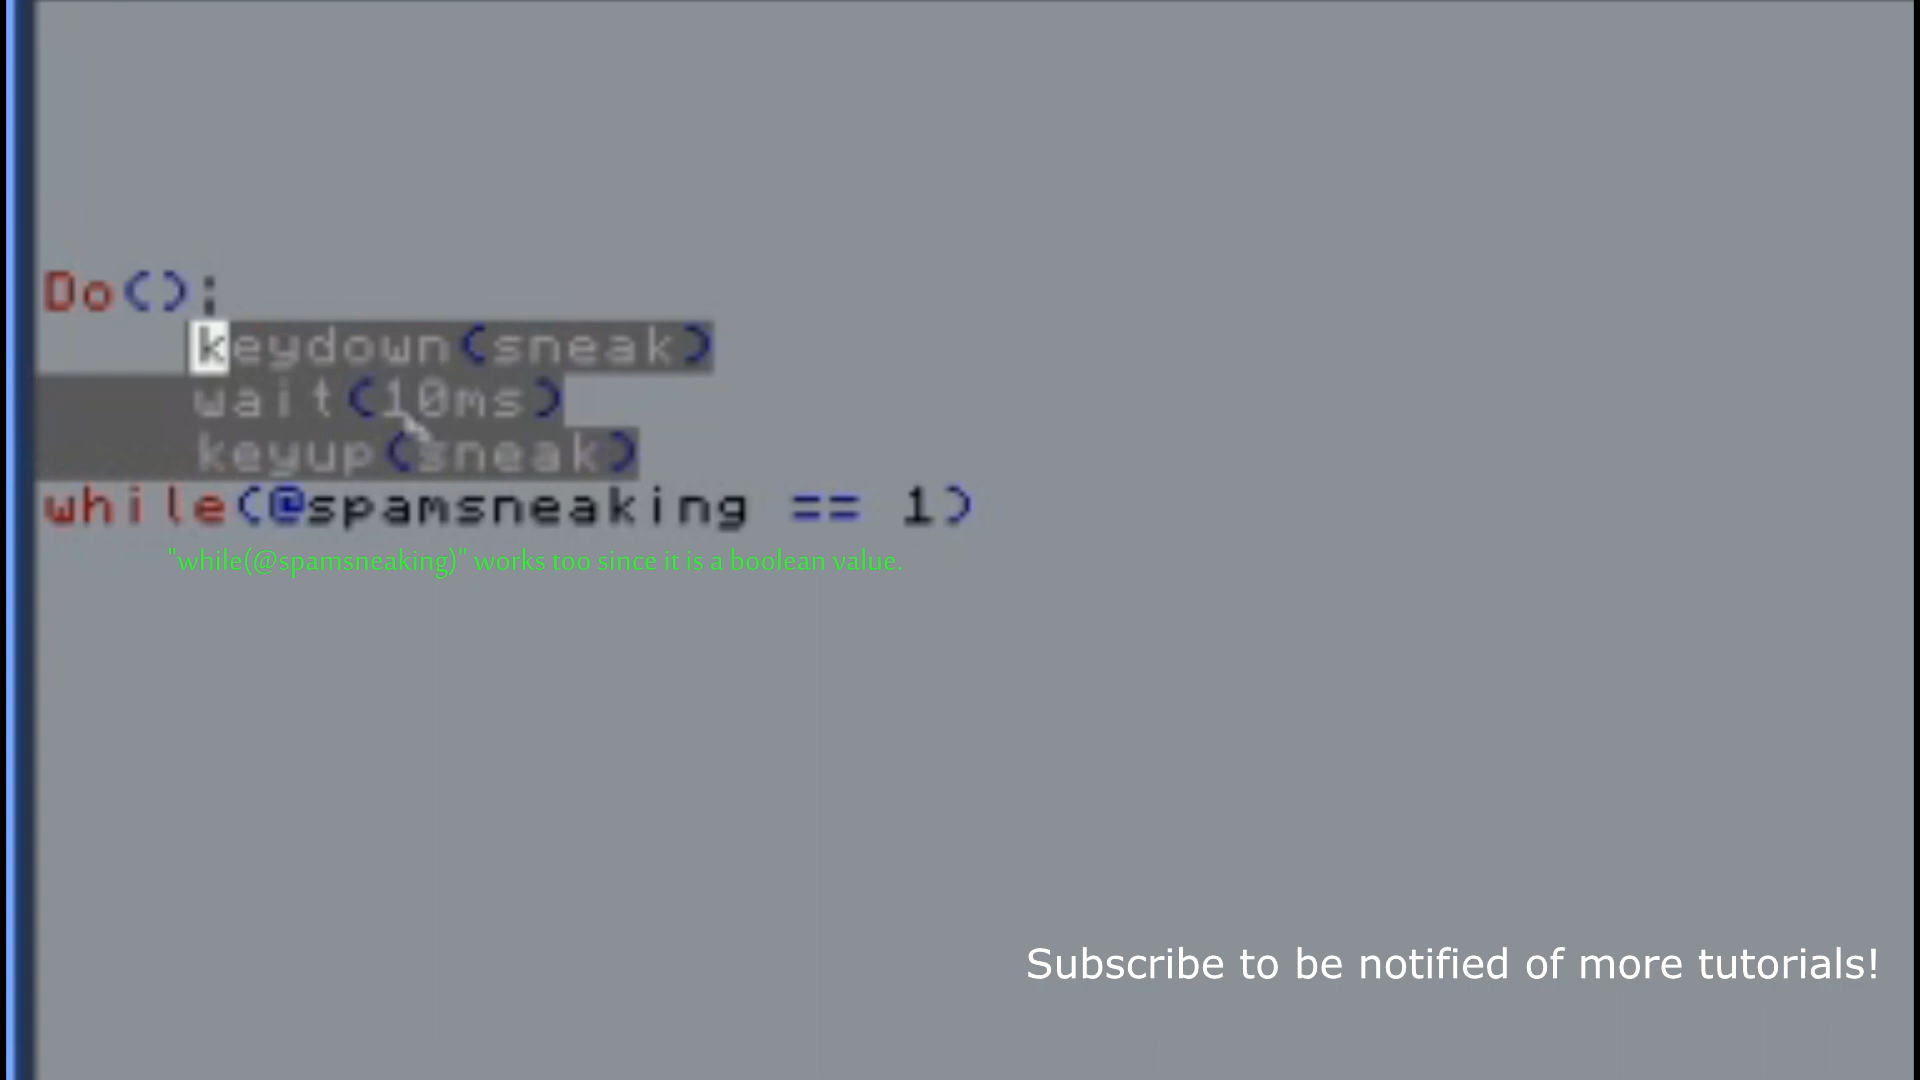 Do();
keydown(sneak)
wait(10ms)
keyup(sneak)
while(@spamsneaking == 1)
"while(@spamsneaking)" works too since it is a boolean value.
Subscribe to be notified of more tutorials!